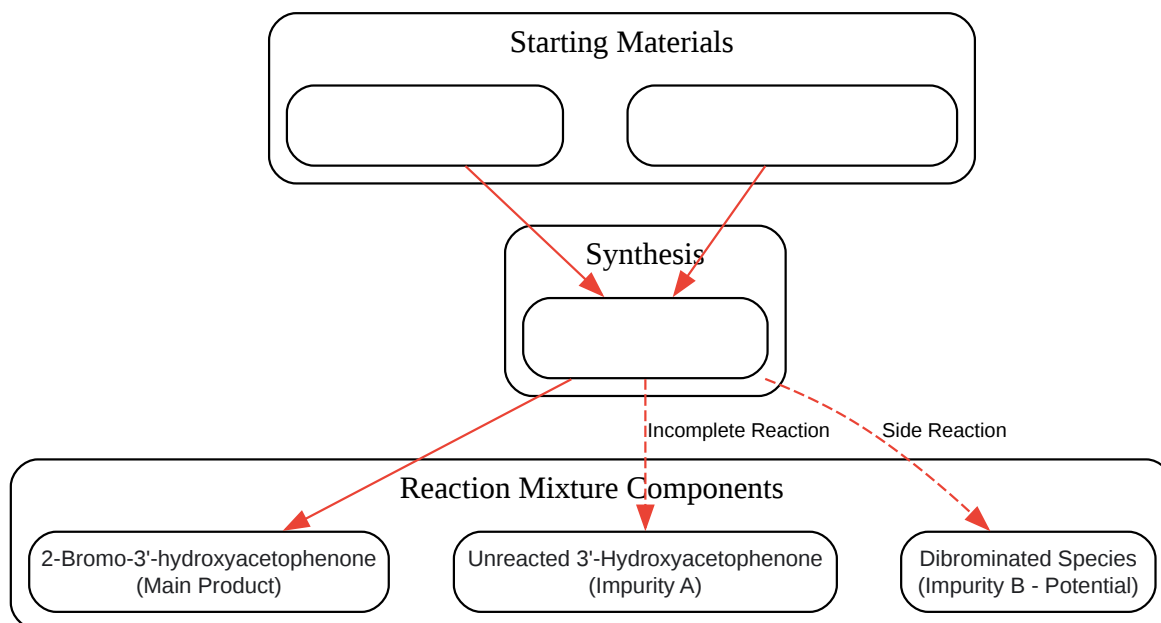 Starting Materials
Synthesis
Incomplete Reaction
Side Reaction
Reaction Mixture Components
2-Bromo-3'-hydroxyacetophenone
(Main Product)
Unreacted 3'-Hydroxyacetophenone
(Impurity A)
Dibrominated Species
(Impurity B - Potential)